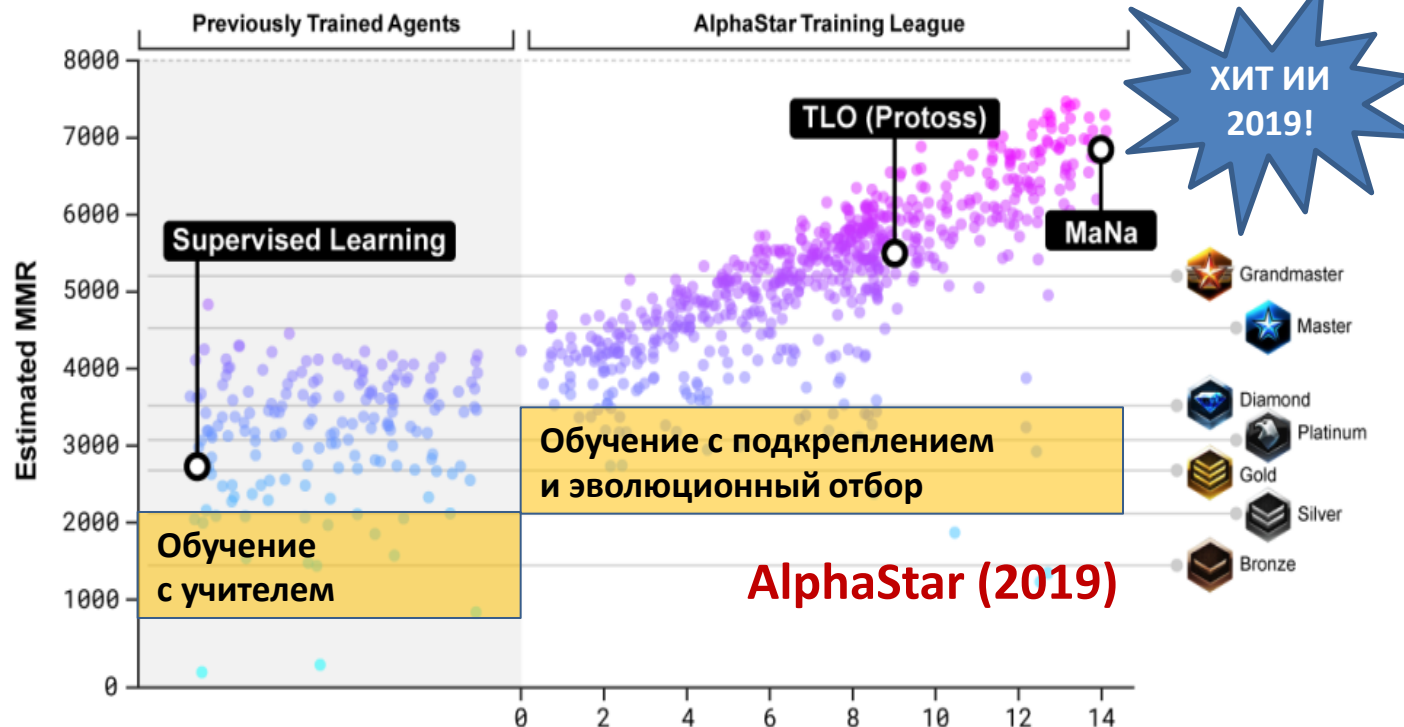 Previously Trained Agents
AlphaStar Training League
ХИТ ИИ
2019!
Estimated MMR
8000
7000
6000
5000
4000
3000
2000
1000
0
TLO (Protoss)
MaNa
Supervised Learning
Grandmaster
Master
Diamond
Platinum
Gold
Silver
Bronze
Обучение с подкреплением
и эволюционный отбор
Обучение
с учителем
AlphaStar (2019)
0 2 4 6 8 10 12 14